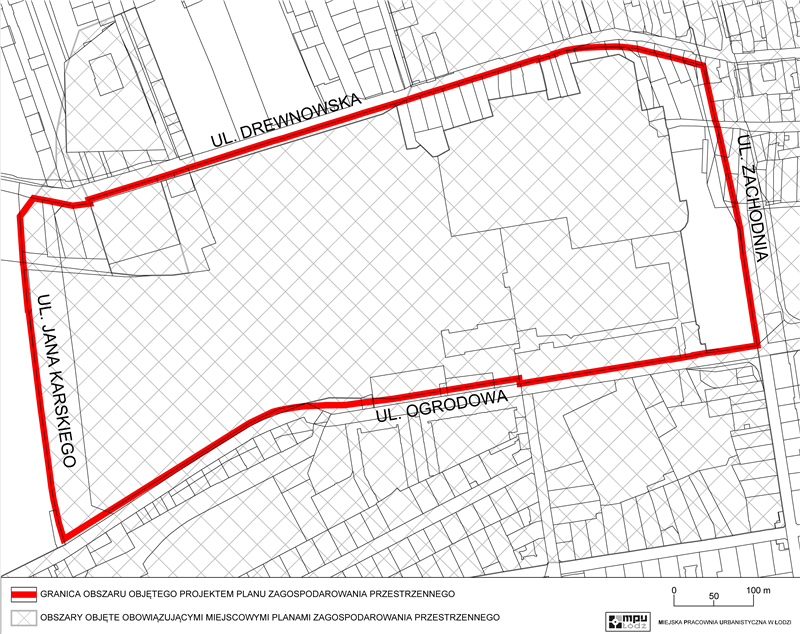 UL. DREWNOWSKA
UL. ZACHODNIA
UL. JANA KARSKIEGO
UL. OGRODOWA
GRANICA OBSZARU OBJĘTEGO PROJEKTEM PLANU ZAGOSPODAROWANIA PRZESTRZENNEGO
OBSZARY OBJĘTE OBOWIĄZUJĄCYMI MIEJSCOWYMI PLANAMI ZAGOSPODAROWANIA PRZESTRZENNEGO
0 100 m
50
mpu
Łódź
MIEJSKA PRACOWNIA URBANISTYCZNA W ŁODZI